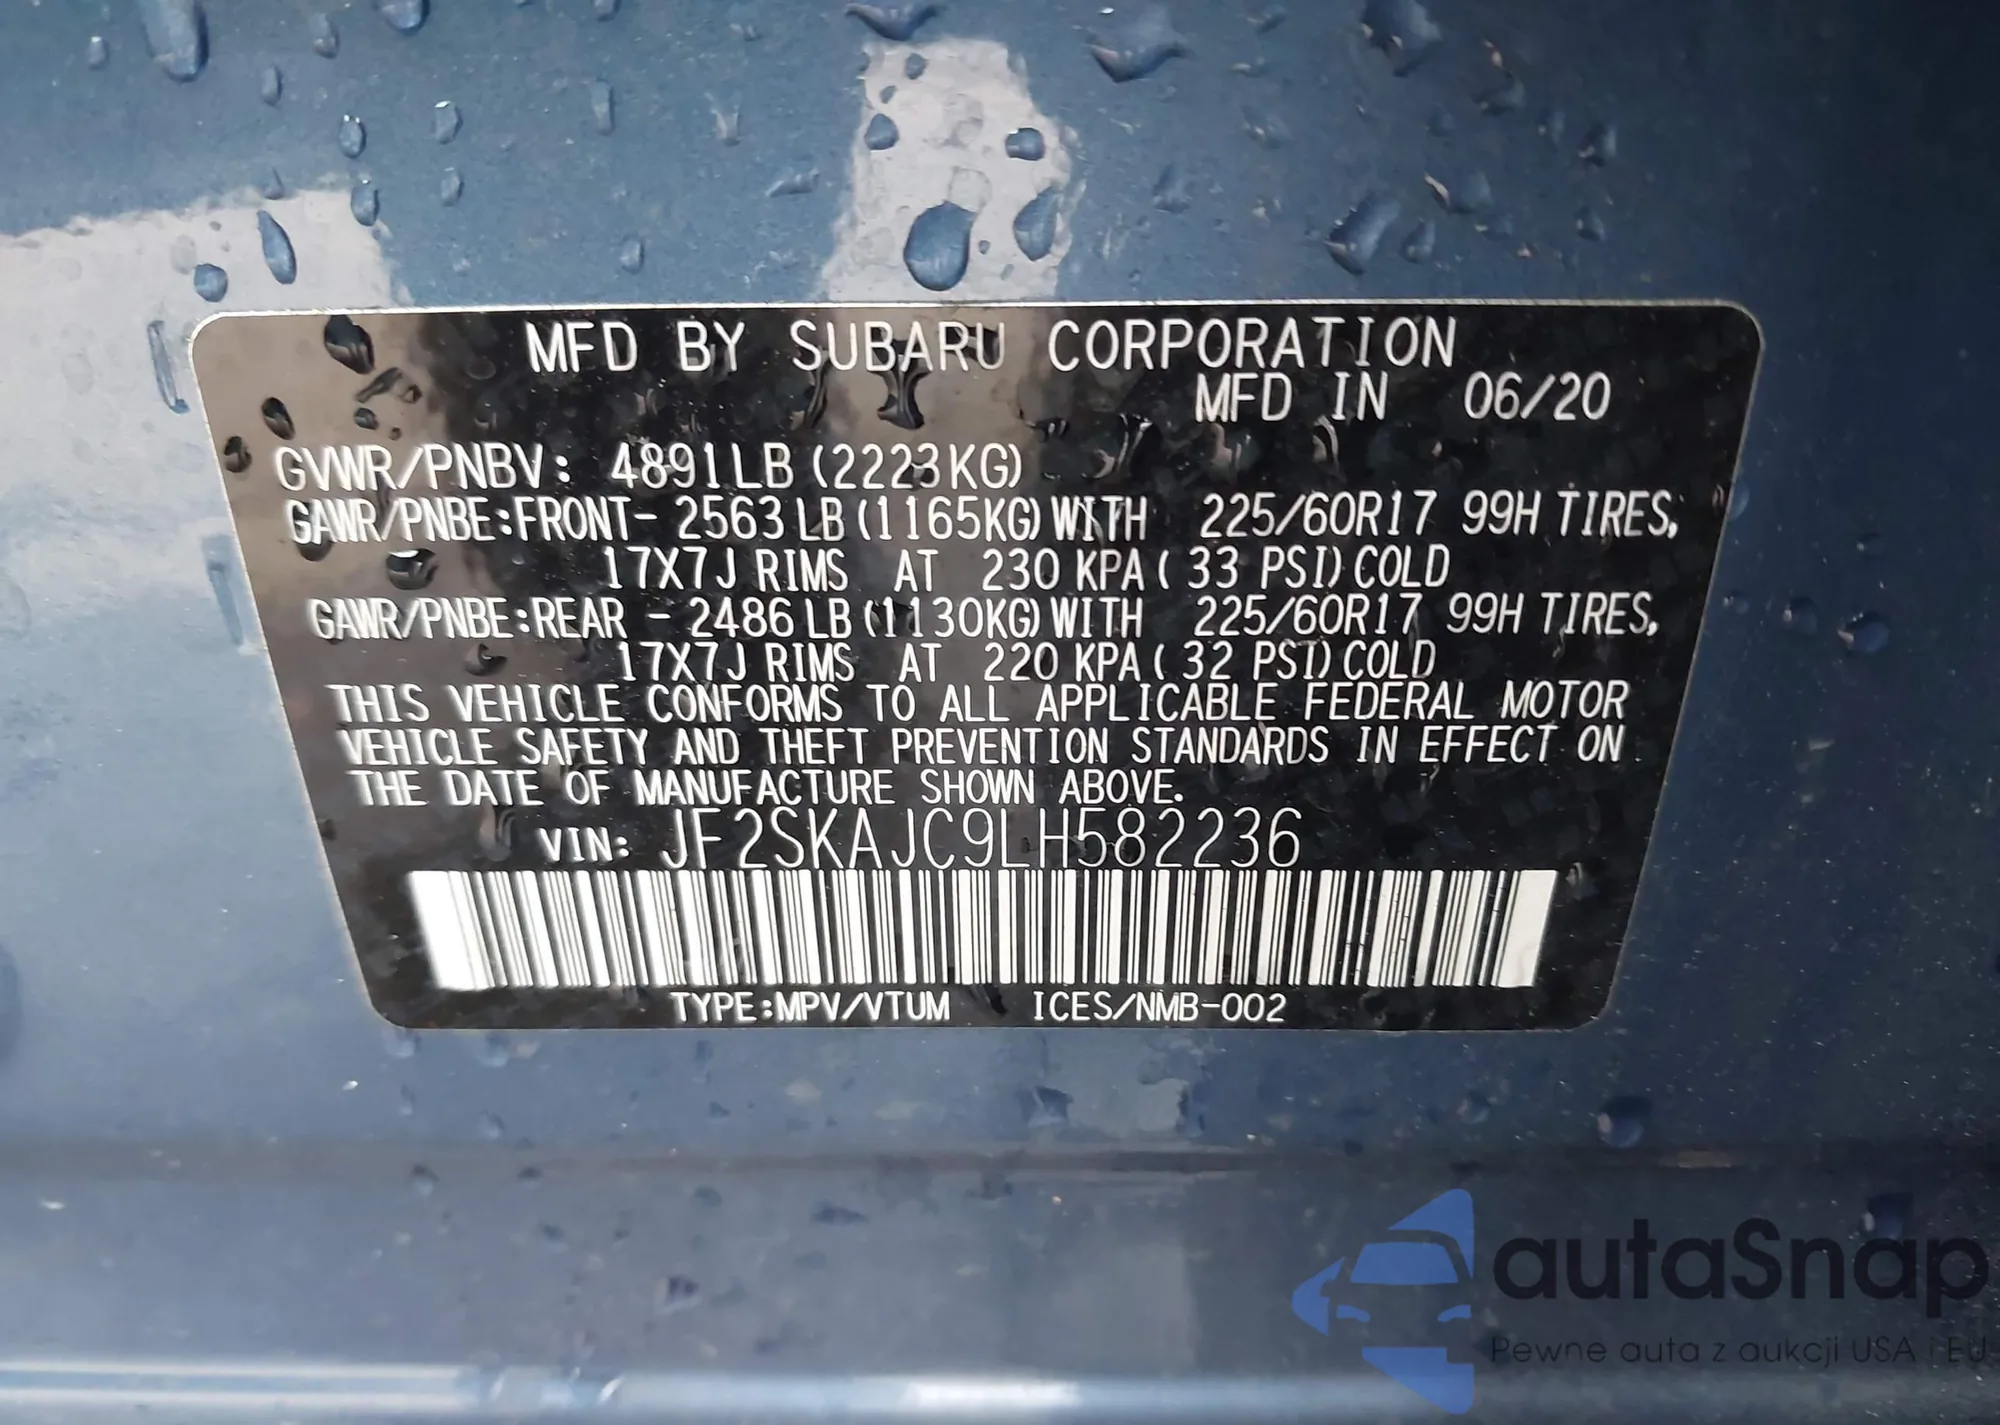 MFD BY SUBARU CORPORATION
MFD IN 06/20
GVWR/PNBV: 4891LB (2223KG)
GAWR/PNBE:FRONT- 2563 LB (1165KG) WITH 225/60R17 99H TIRES,
17X7J RIMS AT 230 KPA ( 33 PSI) COLD
GAWR/PNBE:REAR - 2486 LB (1130KG) WITH 225/60R17 99H TIRES,
17X7J RIMS AT 220 KPA ( 32 PSI) COLD
THIS VEHICLE CONFORMS TO ALL APPLICABLE FEDERAL MOTOR
VEHICLE SAFETY AND THEFT PREVENTION STANDARDS IN EFFECT ON
THE DATE OF MANUFACTURE SHOWN ABOVE.
VIN: JF2SKAJC9LH582236
TYPE:MPV/VTUM ICES/NMB-002
autaSnap
Pewne auta z aukcji USA i EU